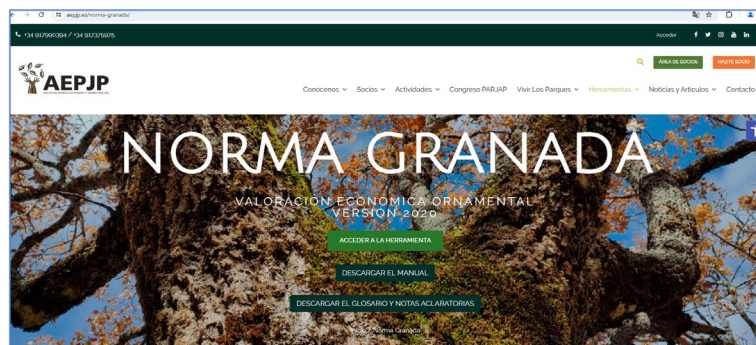 aepjp.es/norma-granada/
+34 917990394 / +34 917375975
Acceder
ÁREA DE SOCIOS
HAZTE SOCIO
AEPJP
Conócenos
Socios
Actividades
Congreso PARJAP
Vivir Los Parques
Herramientas
Noticias y Artículos
Contacto
NORMA GRANADA
VALORACIÓN ECONÓMICA ORNAMENTAL
VERSIÓN 2020
ACCEDER A LA HERRAMIENTA
DESCARGAR EL MANUAL
DESCARGAR EL GLOSARIO Y NOTAS ACLARATORIAS
Inicio / Norma Granada